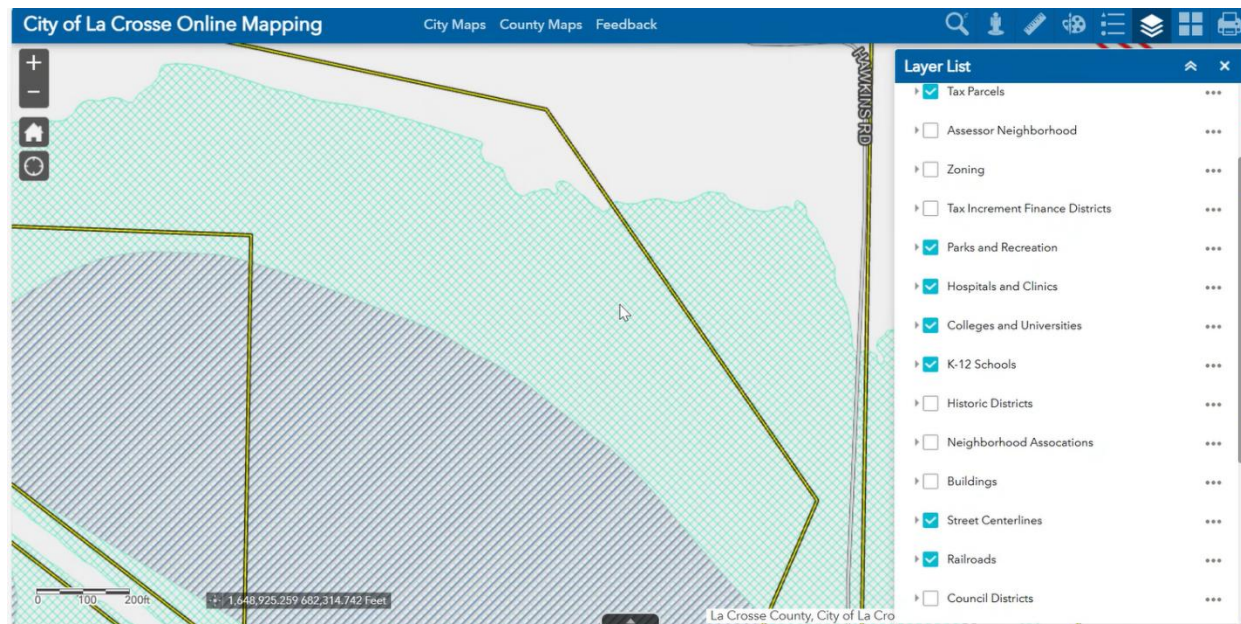 City of La Crosse Online Mapping
City Maps County Maps Feedback
HAWKINS RD
Layer List
Tax Parcels
Assessor Neighborhood
Zoning
Tax Increment Finance Districts
Parks and Recreation
Hospitals and Clinics
Colleges and Universities
K-12 Schools
Historic Districts
Neighborhood Assocations
Buildings
Street Centerlines
Railroads
Council Districts
0 100 200ft
1,648,925.259 682,314.742 Feet
La Crosse County, City of La Cro